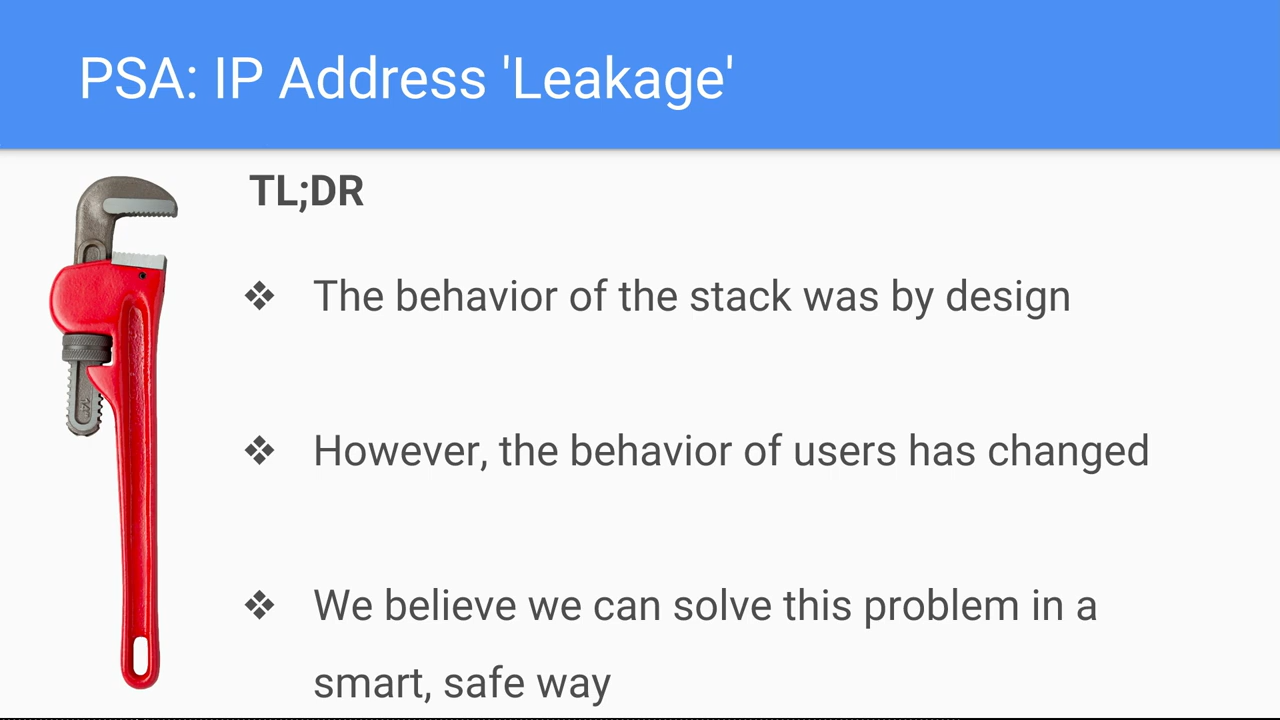 PSA: IP Address 'Leakage'
TL;DR
❖ The behavior of the stack was by design
❖ However, the behavior of users has changed
❖ We believe we can solve this problem in a
smart, safe way